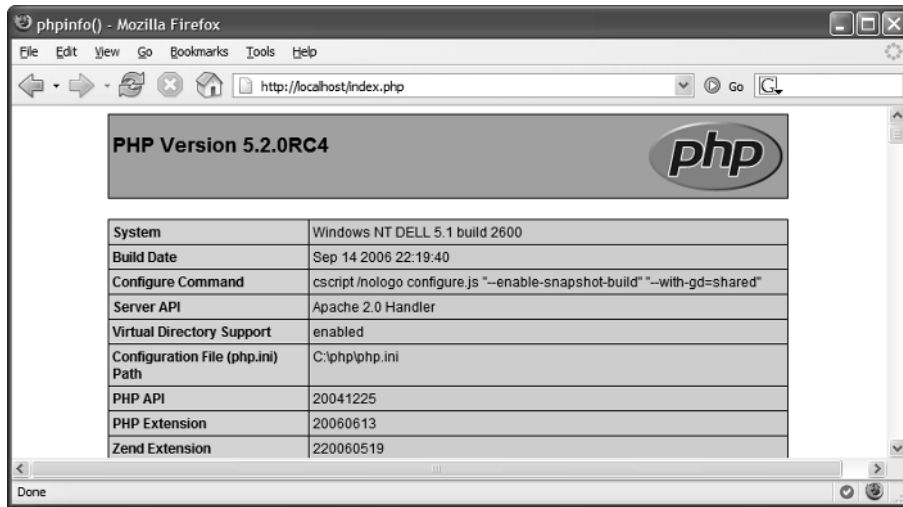 phpinfo() - Mozilla Firefox
File Edit View Go Bookmarks Tools Help
http://localhost/index.php Go G
PHP Version 5.2.0RC4
php
System Windows NT DELL 5.1 build 2600
Build Date Sep 14 2006 22:19:40
Configure Command cscript /nologo configure.js "--enable-snapshot-build" "--with-gd=shared"
Server API Apache 2.0 Handler
Virtual Directory Support enabled
Configuration File (php.ini) C:\php\php.ini
Path
PHP API 20041225
PHP Extension 20060613
Zend Extension 220060519
Done